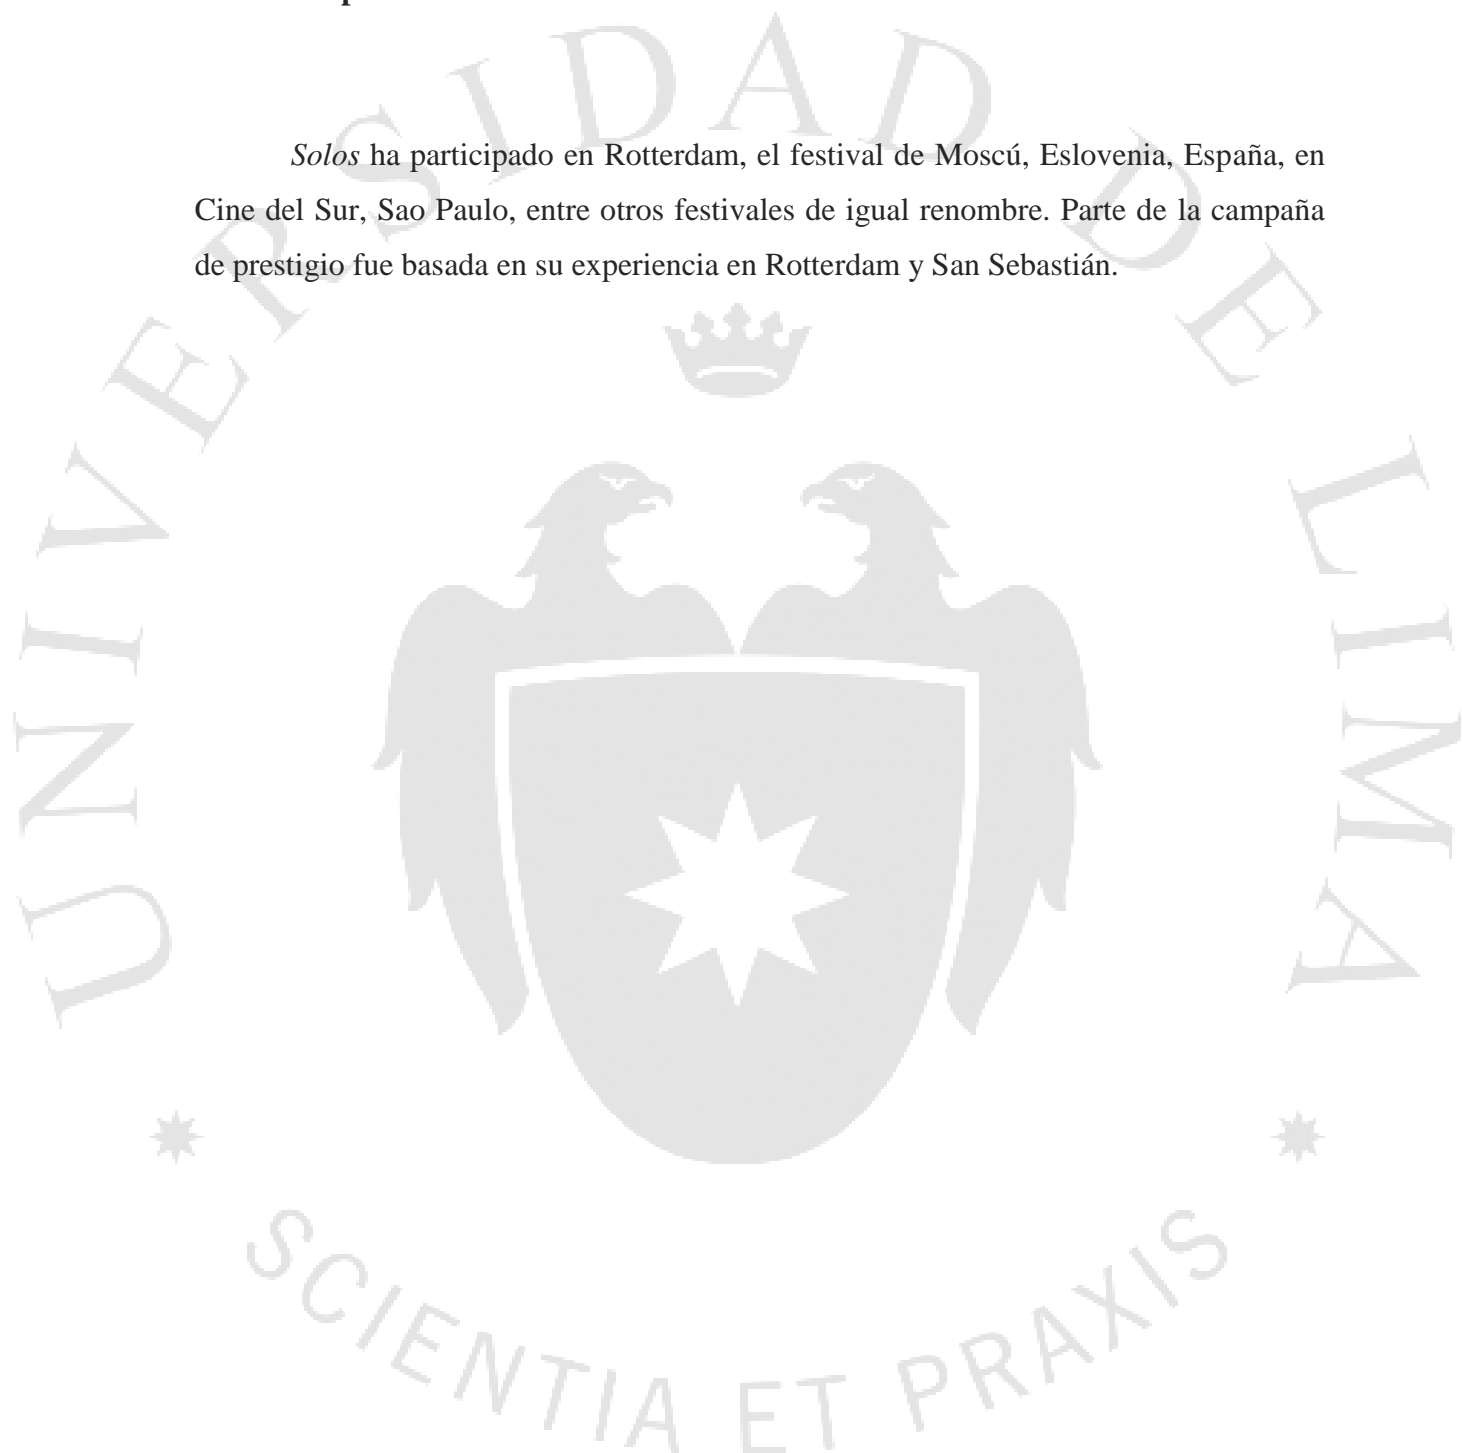 Solos ha participado en Rotterdam, el festival de Moscú, Eslovenia, España, en
Cine del Sur, Sao Paulo, entre otros festivales de igual renombre. Parte de la campaña
de prestigio fue basada en su experiencia en Rotterdam y San Sebastián.
UNIVERSIDAD DE LIMA
SCIENTIA ET PRAXIS